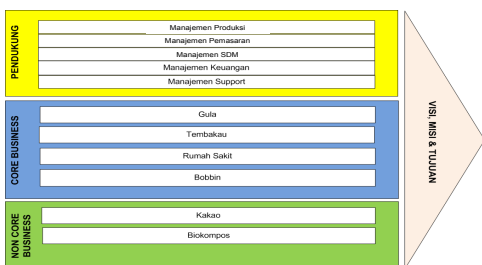 PENDUKUNG
Manajemen Produksi
Manajemen Pemasaran
Manajemen SDM
Manajemen Keuangan
Manajemen Support
CORE BUSINESS
Gula
Tembakau
Rumah Sakit
Bobbin
NON CORE
BUSINESS
Kakao
Biokompos
VISI, MISI & TUJUAN